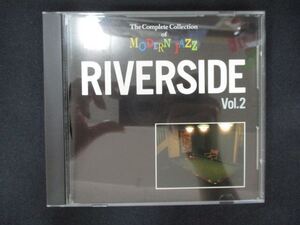 The Complete Collection
of
MODERN JAZZ
RIVERSIDE
Vol.2